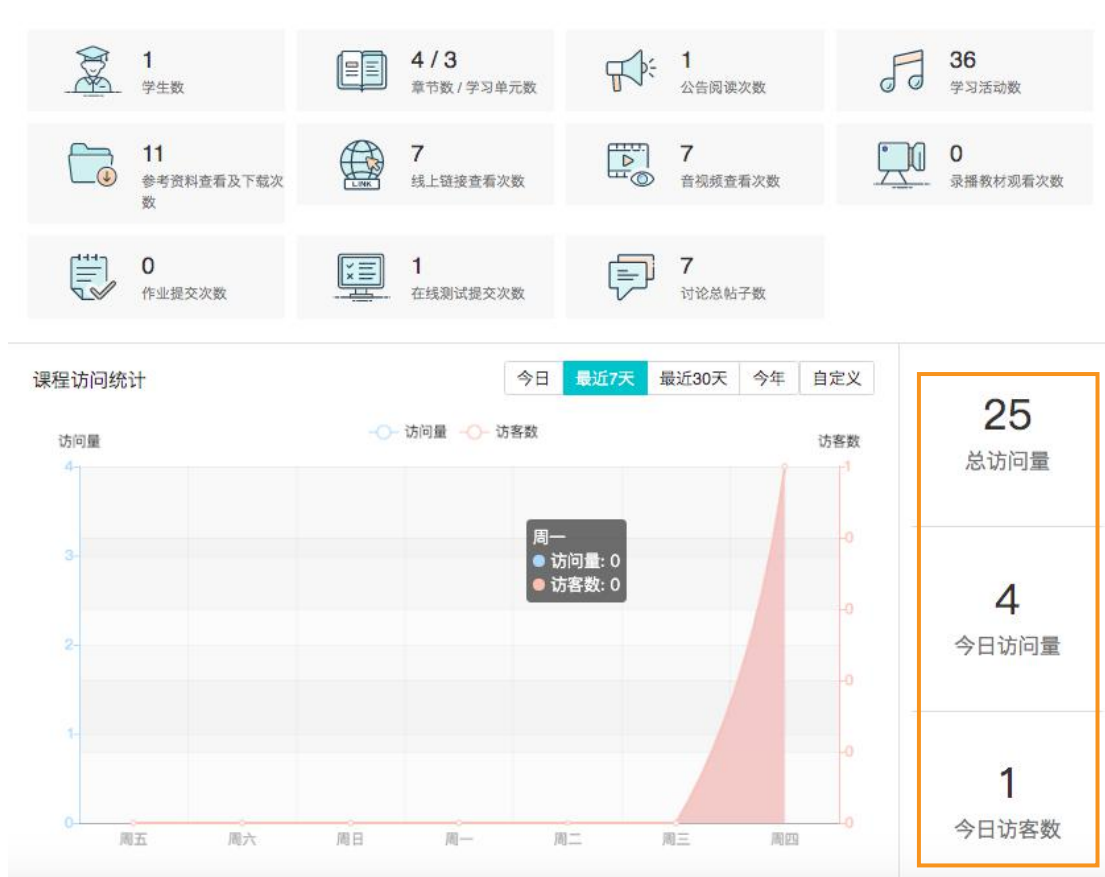 1
学生数
4 / 3
章节数 / 学习单元数
1
公告阅读次数
36
学习活动数
11
参考资料查看及下载次
数
LINK
7
线上链接查看次数
7
音视频查看次数
0
录播教材观看次数
0
作业提交次数
1
在线测试提交次数
7
讨论总帖子数
课程访问统计
今日
最近7天
最近30天
今年
自定义
访问量
访客数
访问量
访客数
4
3
2
1
0
1
0
0
0
0
0
周一
访问量: 0
访客数: 0
周五
周六
周日
周一
周二
周三
周四
25
总访问量
4
今日访问量
1
今日访客数